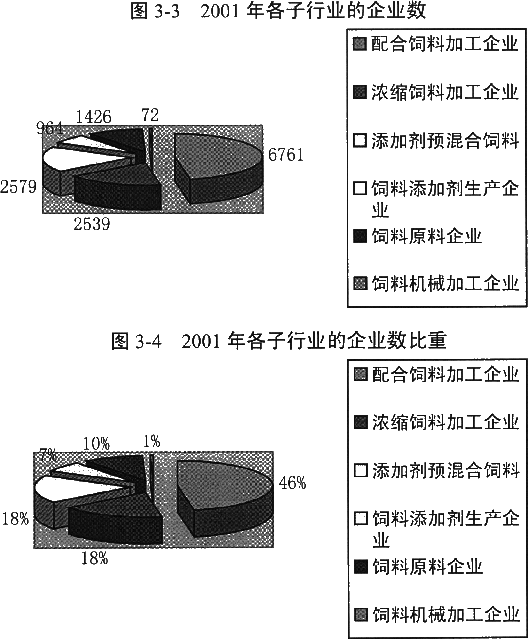 图 3-3 2001 年各子行业的企业数
配合饲料加工企业
浓缩饲料加工企业
添加剂预混合饲料
饲料添加剂生产企
业
饲料原料企业
饲料机械加工企业
1426
72
964
6761
2579
2539
图 3-4 2001 年各子行业的企业数比重
配合饲料加工企业
浓缩饲料加工企业
添加剂预混合饲料
饲料添加剂生产企
业
饲料原料企业
饲料机械加工企业
10%
1%
7%
46%
18%
18%